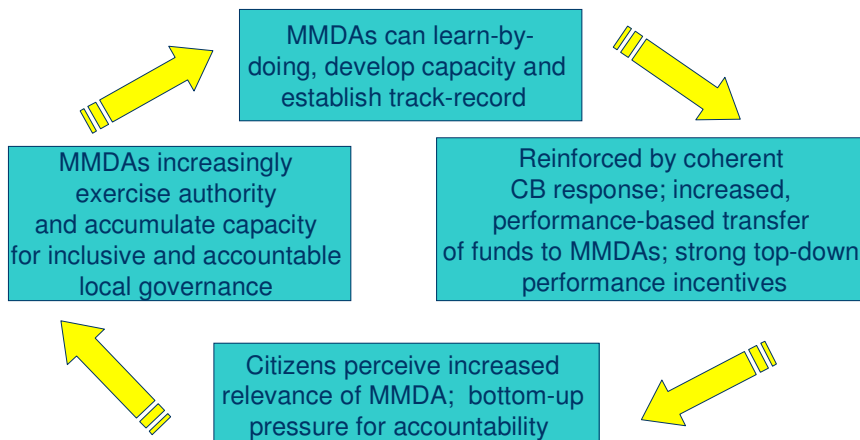 MMDAs can learn-by-
doing, develop capacity and
establish track-record
Reinforced by coherent
CB response; increased,
performance-based transfer
of funds to MMDAs; strong top-down
performance incentives
Citizens perceive increased
relevance of MMDA; bottom-up
pressure for accountability
MMDAs increasingly
exercise authority
and accumulate capacity
for inclusive and accountable
local governance